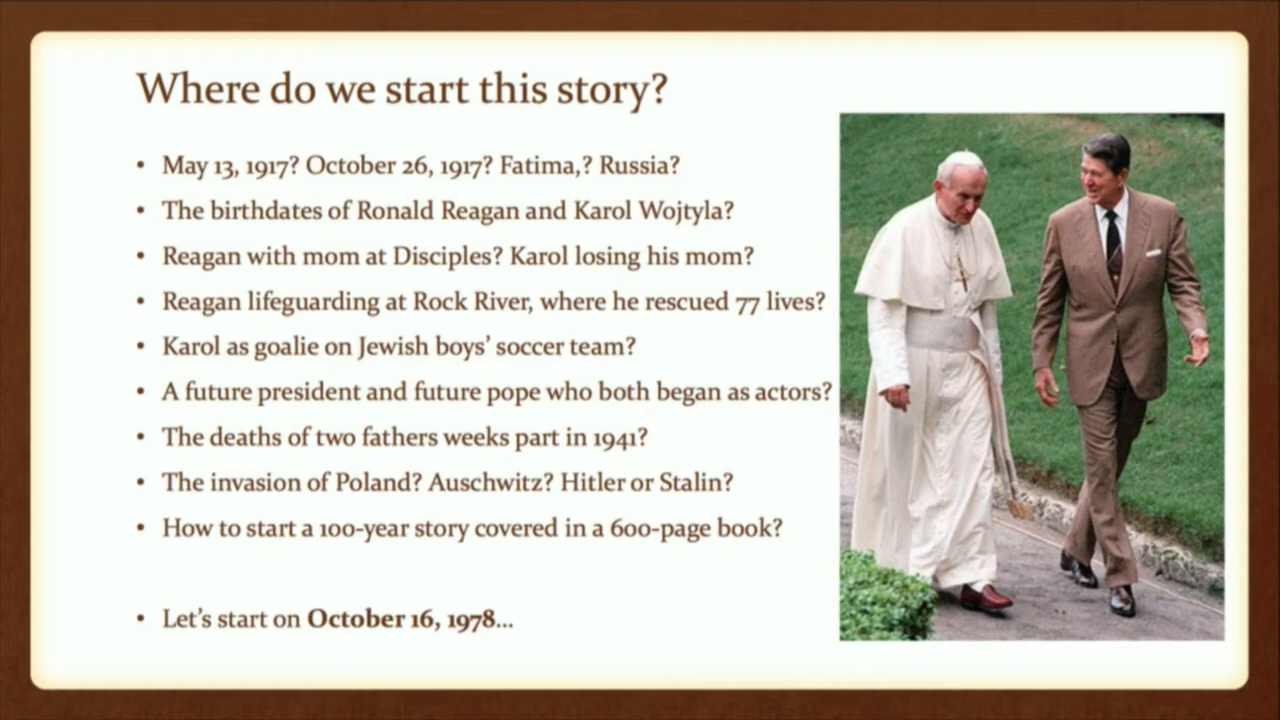 Where do we start this story?
• May 13, 1917? October 26, 1917? Fatima,? Russia?
• The birthdates of Ronald Reagan and Karol Wojtyla?
• Reagan with mom at Disciples? Karol losing his mom?
• Reagan lifeguarding at Rock River, where he rescued 77 lives?
• Karol as goalie on Jewish boys’ soccer team?
• A future president and future pope who both began as actors?
• The deaths of two fathers weeks part in 1941?
• The invasion of Poland? Auschwitz? Hitler or Stalin?
• How to start a 100-year story covered in a 600-page book?
• Let’s start on October 16, 1978...